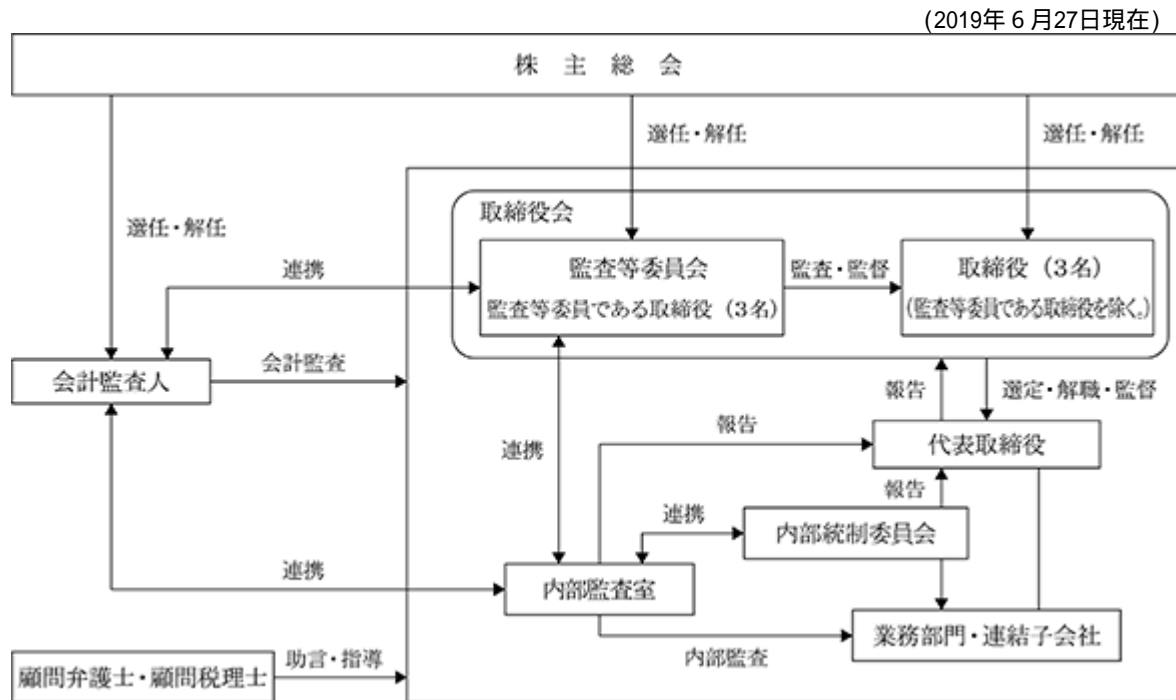 (2019年6月27日現在)
株主総会
選任・解任
選任・解任
選任・解任
取締役会
監査等委員会
監査等委員である取締役（3名）
監査・監督
取締役（3名）
(監査等委員である取締役を除く。)
連携
会計監査人
会計監査
報告
選定・解職・監督
代表取締役
報告
連携
報告
連携
内部統制委員会
連携
内部監査室
内部監査
業務部門・連結子会社
顧問弁護士・顧問税理士
助言・指導